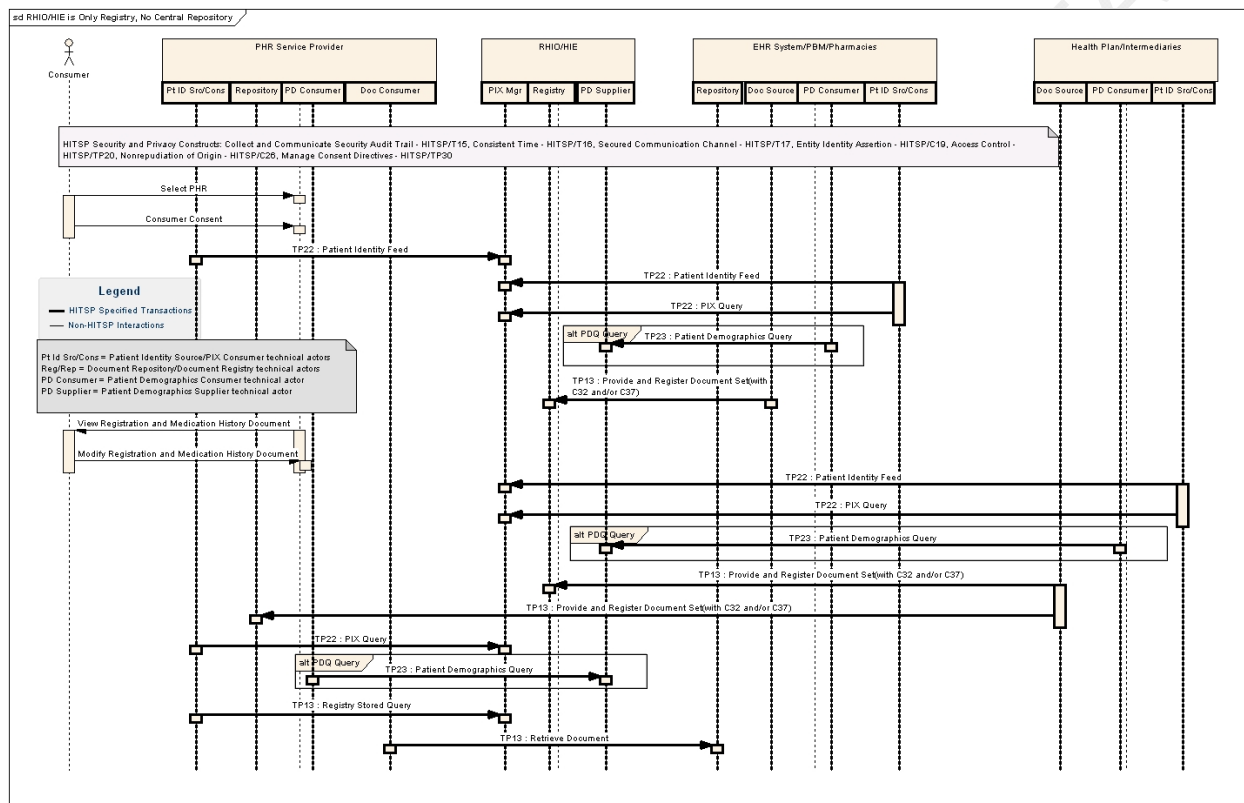 sd RHIO/HIE is Only Registry, No Central Repository
Consumer
PHR Service Provider
RHIO/HIE
EHR System/PBM/Pharmacies
Health Plan/Intermediaries
Pt ID Sro/Cons
Repository
PD Consumer
Doc Consumer
PIX Mgr
Registry
PD Supplier
Repository
Doc Source
PD Consumer
Pt ID Sro/Cons
Doc Source
PD Consumer
Pt ID Sro/Cons
HITSP Security and Privacy Constructs: Collect and Communicate Security Audit Trail - HITSP/T15, Consistent Time - HITSP/T16, Secured Communication Channel - HITSP/T17, Entity Identity Assertion - HITSP/C19, Access Control -
HITSP/TP20, Nonrepudiation of Origin - HITSP/C26, Manage Consent Directives - HITSP/TP30
Select PHR
Consumer Consent
TP22 : Patient Identity Feed
TP22 : Patient Identity Feed
Legend
HITSP Specified Transactions
Non-HITSP Interactions
TP22 : PIX Query
alt PDQ Query
TP23 : Patient Demographics Query
Pt Id Sro/Cons = Patient Identity Source/PIX Consumer technical actors
Reg/Rep = Document Repository/Document Registry technical actors
PD Consumer = Patient Demographics Consumer technical actor
PD Supplier = Patient Demographics Supplier technical actor
TP13 : Provide and Register Document Set(with
C32 and/or C37)
View Registration and Medication History Document
Modify Registration and Medication History Document
TP22 : Patient Identity Feed
TP22 : PIX Query
alt PDQ Query
TP23 : Patient Demographics Query
TP13 : Provide and Register Document Set(with C32 and/or C37)
TP13 : Provide and Register Document Set(with C32 and/or C37)
TP22 : PIX Query
alt PDQ Query
TP23 : Patient Demographics Query
TP13 : Registry Stored Query
TP13 : Retrieve Document